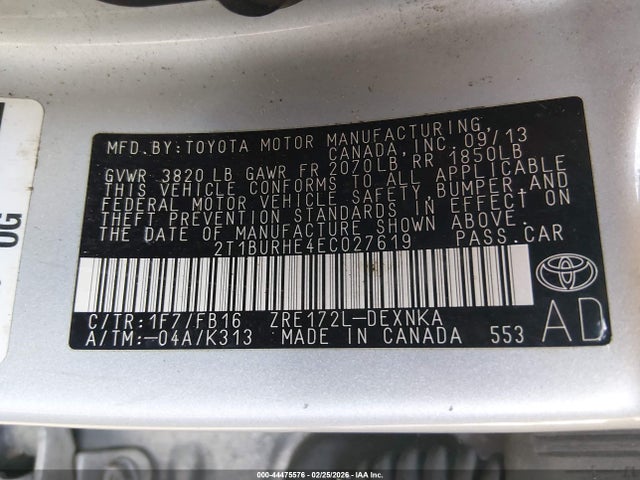 MFD.BY:TOYOTA MOTOR MANUFACTURING,
CANADA,INC.09/13
GVWR 3820 LB GAWR FR 2070LB RR 1850LB
THIS VEHICLE CONFORMS TO ALL APPLICABLE
FEDERAL MOTOR VEHICLE SAFETY, BUMPER,AND
THEFT PREVENTION STANDARDS IN EFFECT ON
THE DATE OF MANUFACTURE SHOWN ABOVE.
2T1BURHE4EC027619 PASS.CAR
C/TR:1F7/FB16 ZRE172L-DEXNKA
A/TM:-04A/K313 MADE IN CANADA 553
AD
OG
000-44475576 - 02/25/2026 - IAA Inc.